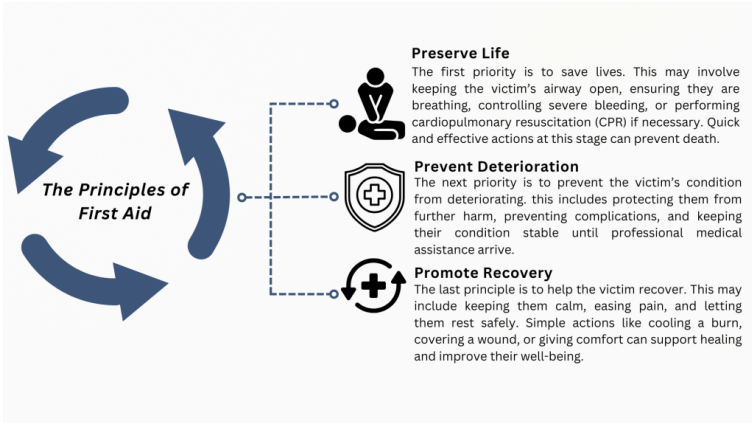 The Principles of
First Aid
Preserve Life
The first priority is to save lives. This may involve
keeping the victim's airway open, ensuring they are
breathing, controlling severe bleeding, or performing
cardiopulmonary resuscitation (CPR) if necessary. Quick
and effective actions at this stage can prevent death.
Prevent Deterioration
The next priority is to prevent the victim's condition
from deteriorating. this includes protecting them from
further harm, preventing complications, and keeping
their condition stable until professional medical
assistance arrive.
Promote Recovery
The last principle is to help the victim recover. This may
include keeping them calm, easing pain, and letting
them rest safely. Simple actions like cooling a burn,
covering a wound, or giving comfort can support healing
and improve their well-being.